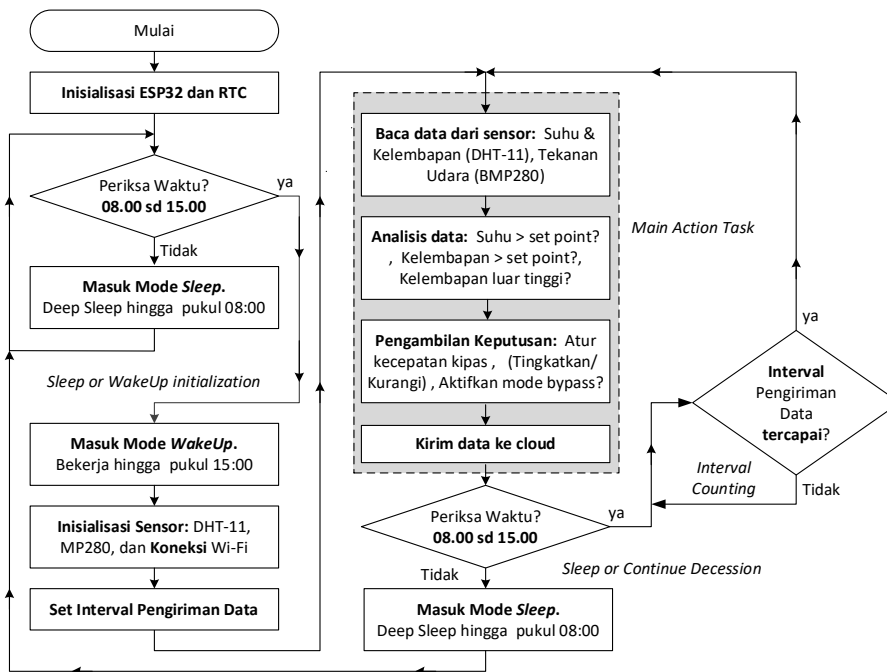 Mulai
Inisialisasi ESP32 dan RTC
Periksa Waktu?
08.00 sd 15.00
ya
Tidak
Masuk Mode Sleep.
Deep Sleep hingga pukul 08:00
Sleep or WakeUp initialization
Masuk Mode WakeUp.
Bekerja hingga pukul 15:00
Inisialisasi Sensor: DHT-11,
MP280, dan Koneksi Wi-Fi
Set Interval Pengiriman Data
Baca data dari sensor: Suhu &
Kelembapan (DHT-11), Tekanan
Udara (BMP280)
Main Action Task
Analisis data: Suhu > set point?
, Kelembapan > set point?,
Kelembapan luar tinggi?
Pengambilan Keputusan: Atur
kecepatan kipas , (Tingkatkan/
Kurangi) , Aktifkan mode bypass?
Kirim data ke cloud
Periksa Waktu?
08.00 sd 15.00
ya
Tidak
Sleep or Continue Decession
Masuk Mode Sleep.
Deep Sleep hingga pukul 08:00
ya
Interval
Pengiriman
Data
tercapai?
Interval
Counting
Tidak